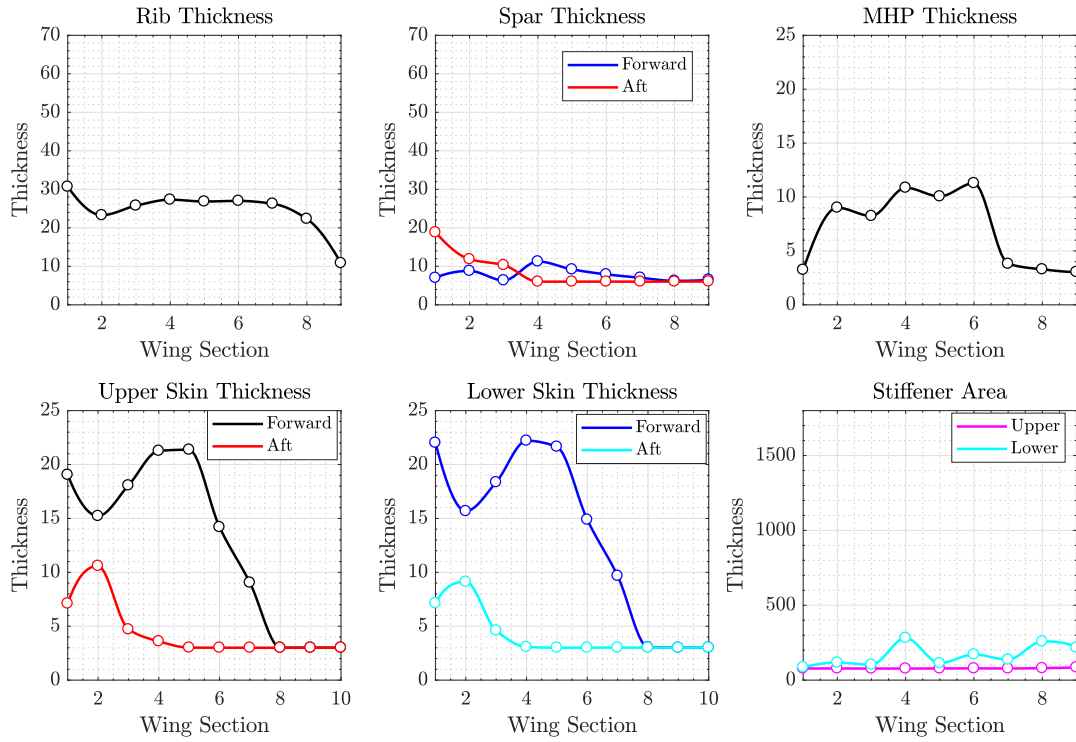 Rib Thickness
70
60
50
40
30
20
10
0
2
4
6
8
Thickness
Wing Section
Spar Thickness
70
60
50
40
30
20
10
0
2
4
6
8
Thickness
Wing Section
Forward
Aft
MHP Thickness
25
20
15
10
5
0
2
4
6
8
Thickness
Wing Section
Upper Skin Thickness
25
20
15
10
5
0
2
4
6
8
10
Thickness
Wing Section
Forward
Aft
Lower Skin Thickness
25
20
15
10
5
0
2
4
6
8
10
Thickness
Wing Section
Forward
Aft
Stiffener Area
1500
1000
500
0
2
4
6
8
Thickness
Wing Section
Upper
Lower